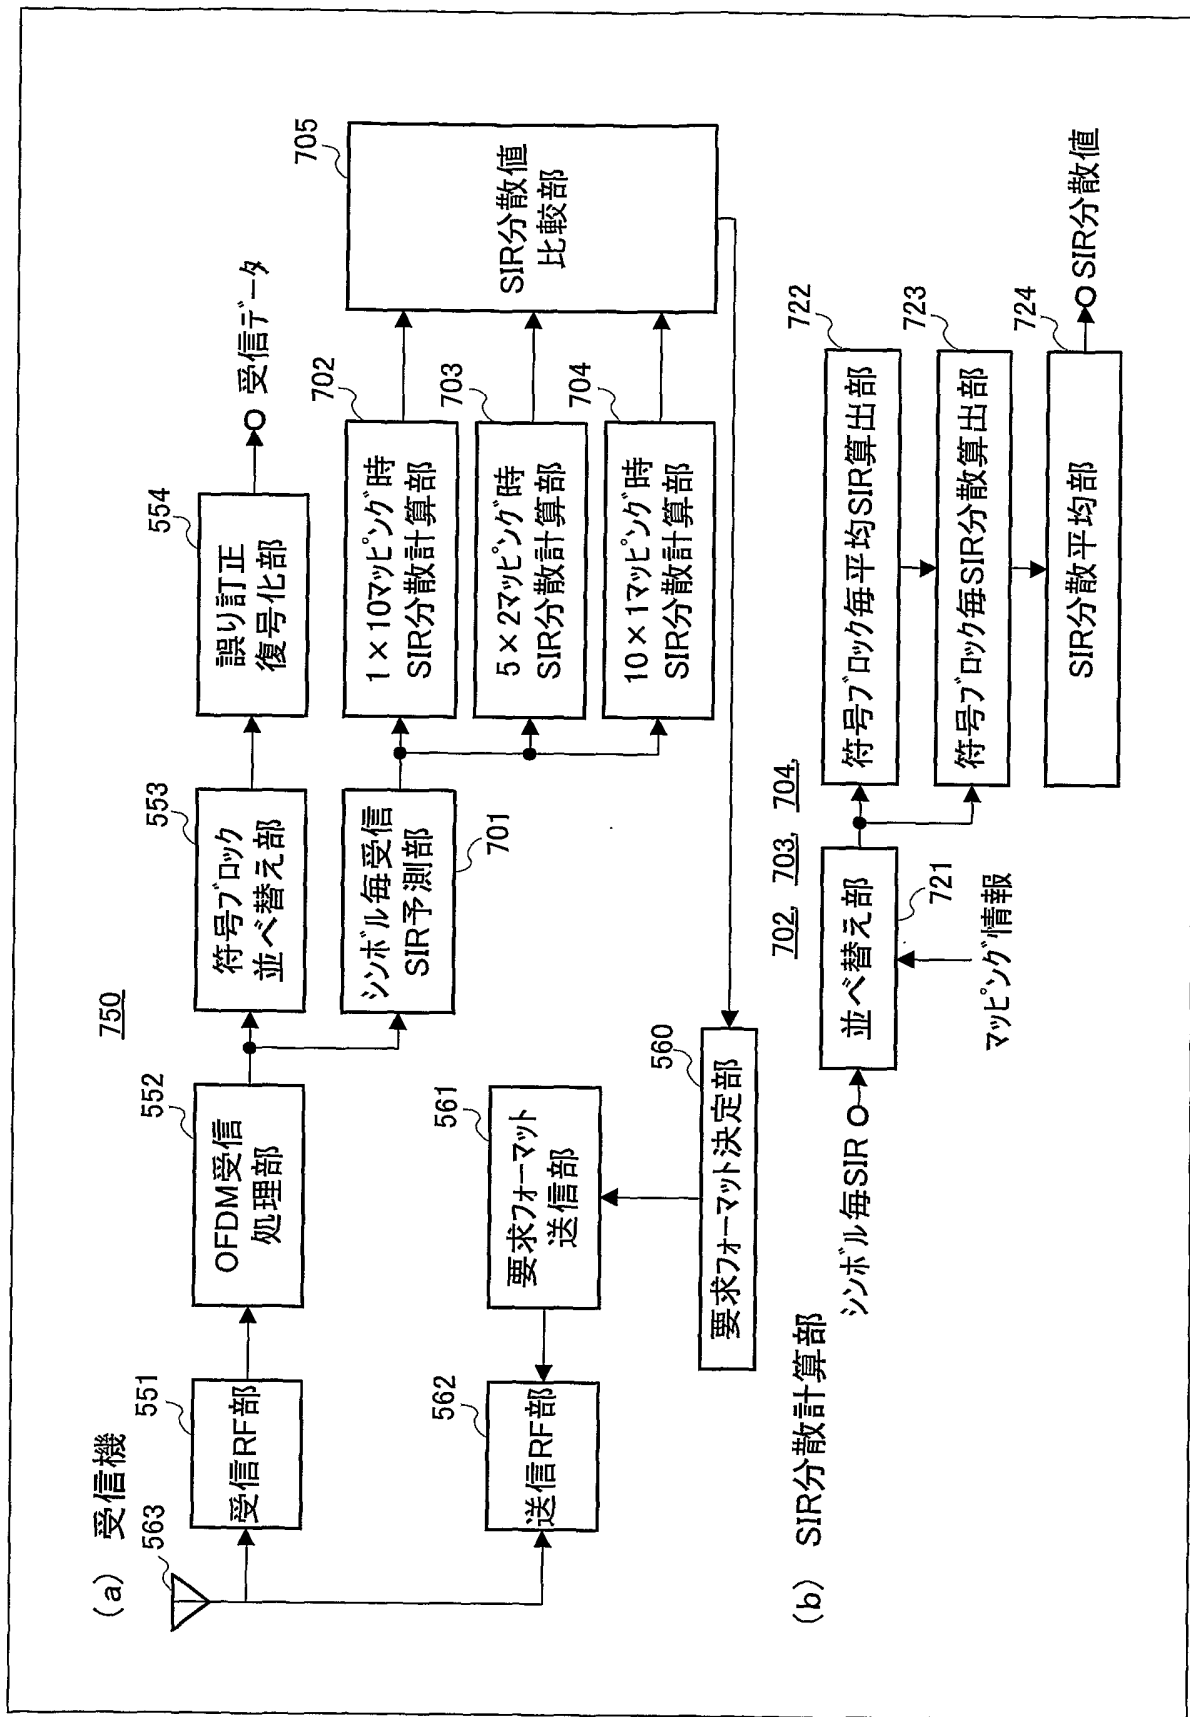 (a) 受信機
750
563
551
受信RF部
552
OFDM受信
処理部
553
符号ブロック
並べ替え部
554
誤り訂正
復号化部
受信データ
シンボル毎受信
SIR予測部
701
702
1×10マッピング時
SIR分散計算部
703
5×2マッピング時
SIR分散計算部
704
10×1マッピング時
SIR分散計算部
705
SIR分散値
比較部
562
送信RF部
561
要求フォーマット
送信部
560
要求フォーマット決定部
(b) SIR分散計算部
702, 703, 704,
シンボル毎SIR
並べ替え部
721
マッピング情報
722
符号ブロック毎平均SIR算出部
723
符号ブロック毎SIR分散算出部
724
SIR分散平均部
SIR分散値